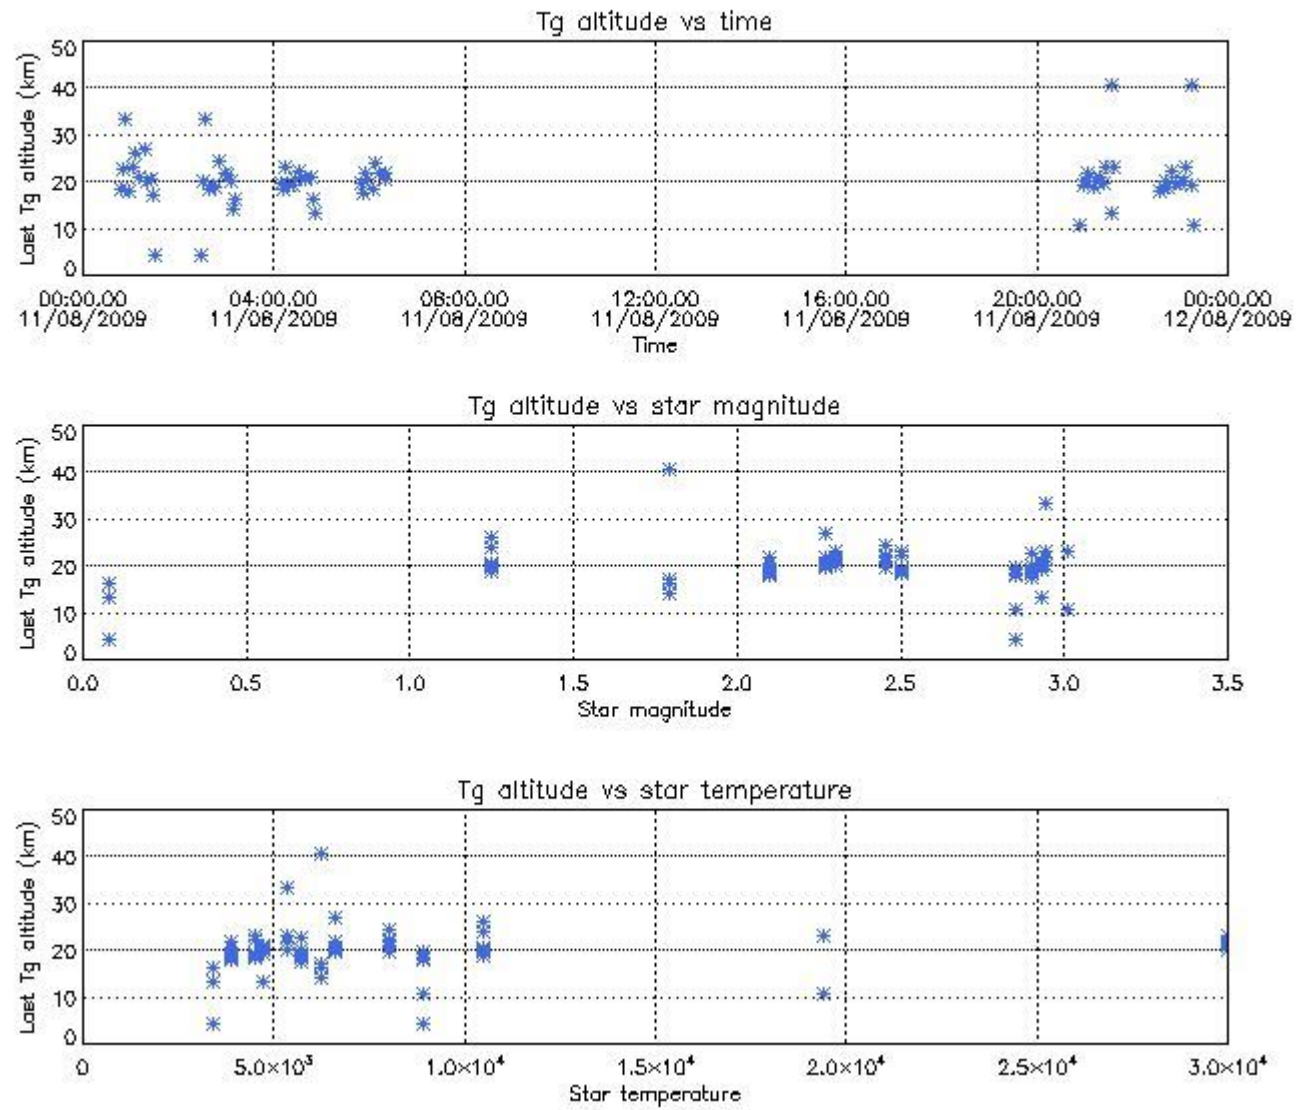 Tg altitude vs time
Last Tg altitude (km)
50
40
30
20
10
0
00:00.00 04:00.00 08:00.00 12:00.00 16:00.00 20:00.00 00:00.00
11/08/2009 11/08/2009 11/08/2009 11/08/2009 11/08/2009 11/08/2009 12/08/2009
Time
Tg altitude vs star magnitude
Last Tg altitude (km)
50
40
30
20
10
0
0.0 0.5 1.0 1.5 2.0 2.5 3.0 3.5
Star magnitude
Tg altitude vs star temperature
Last Tg altitude (km)
50
40
30
20
10
0
0 5.0×10³ 1.0×10⁴ 1.5×10⁴ 2.0×10⁴ 2.5×10⁴ 3.0×10⁴
Star temperature